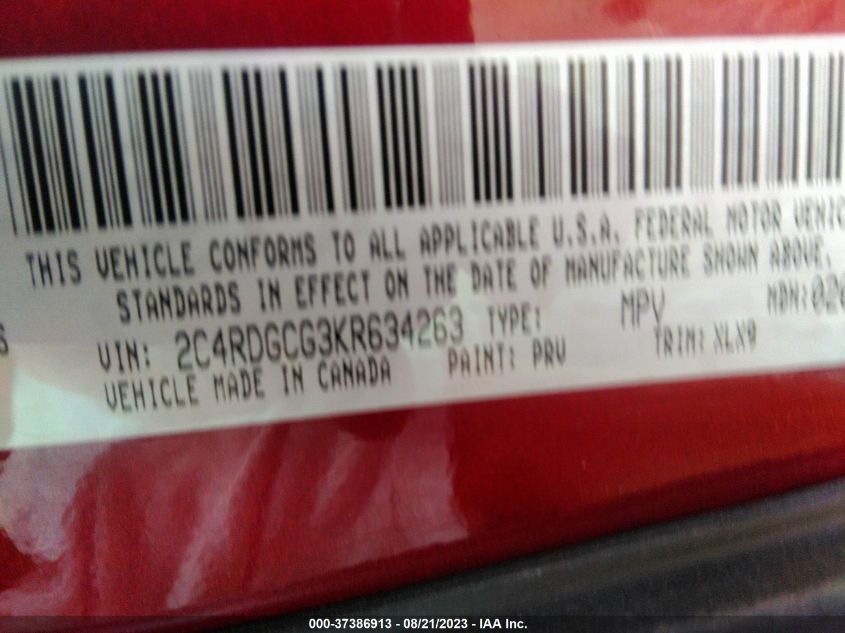 THIS VEHICLE CONFORMS TO ALL APPLICABLE U.S.A. FEDERAL MOTOR VEHIC
STANDARDS IN EFFECT ON THE DATE OF MANUFACTURE SHOWN ABOVE.
VIN: 2C4RDGCG3KR634263 TYPE: MPV MDH:020
VEHICLE MADE IN CANADA PAINT: PRV TRIM: XLX9
000-37386913 - 08/21/2023 - IAA Inc.